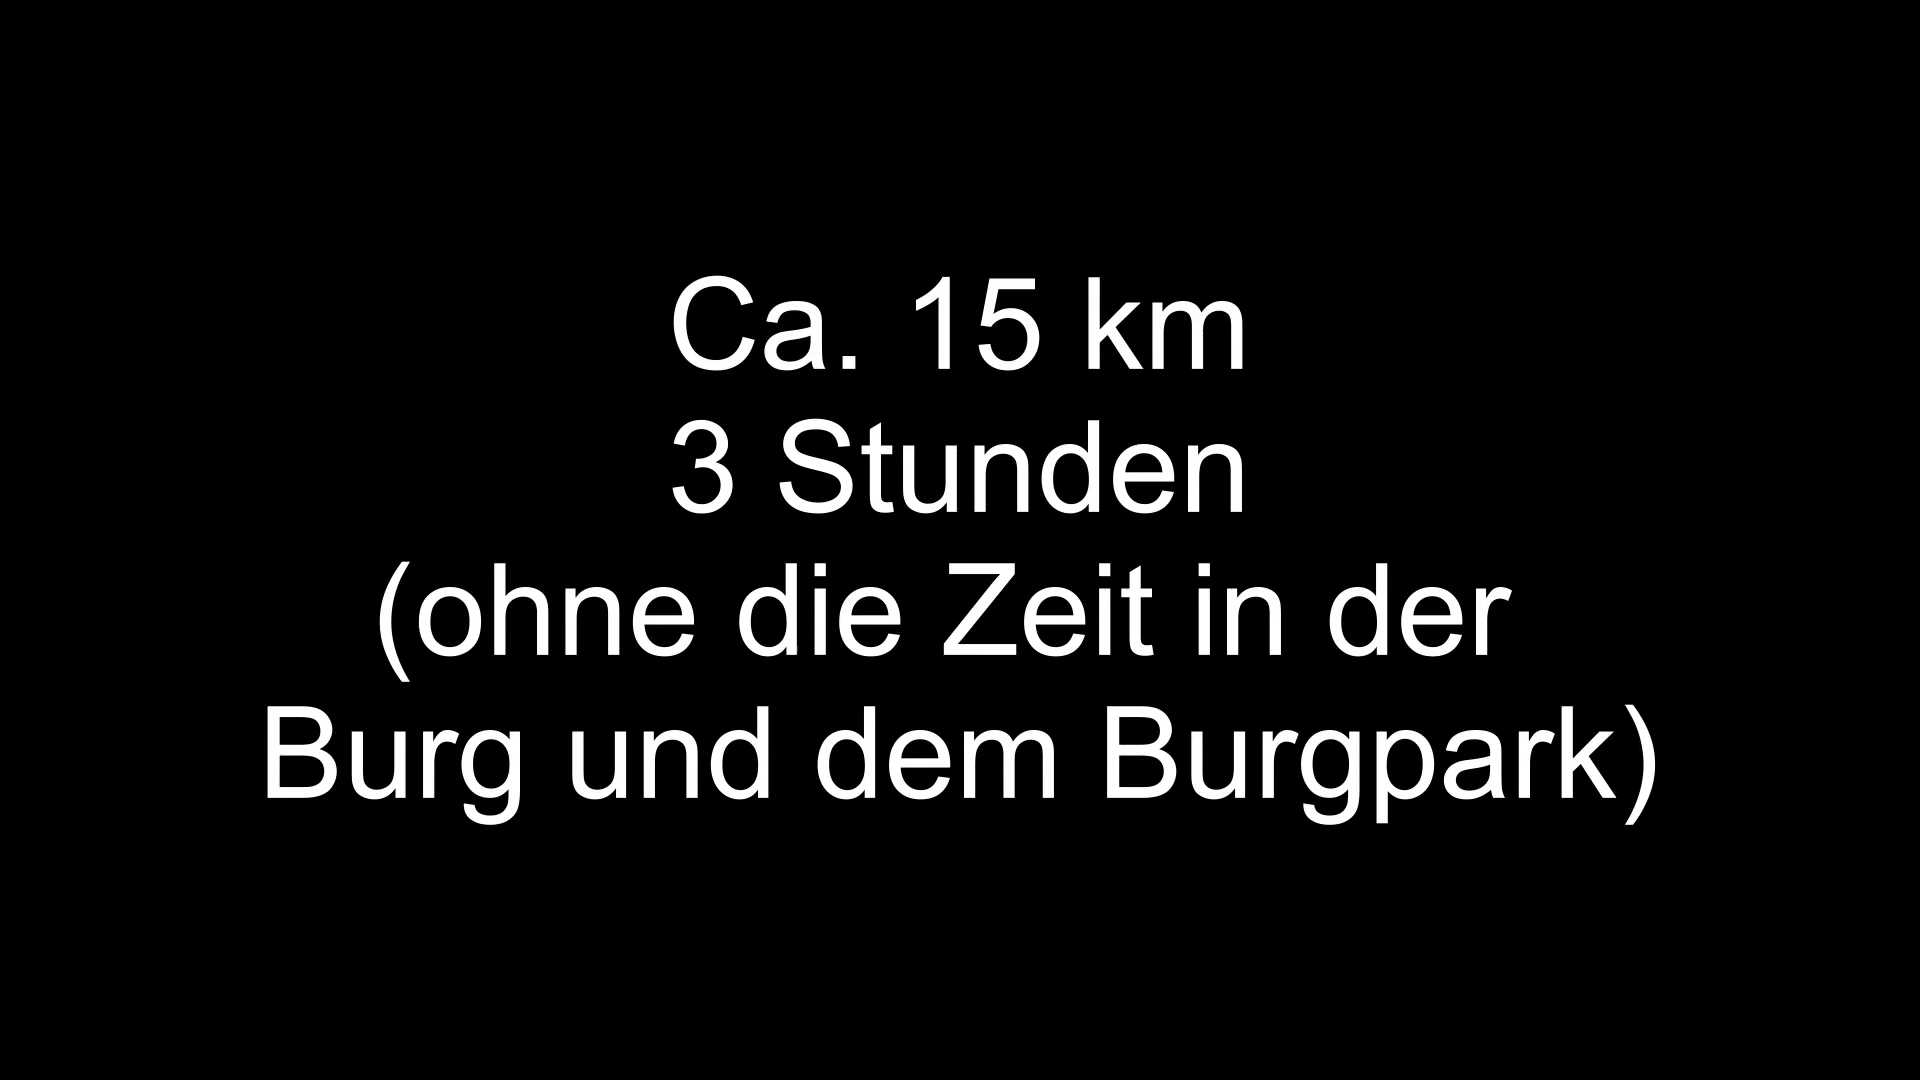 Ca. 15 km
3 Stunden
(ohne die Zeit in der
Burg und dem Burgpark)